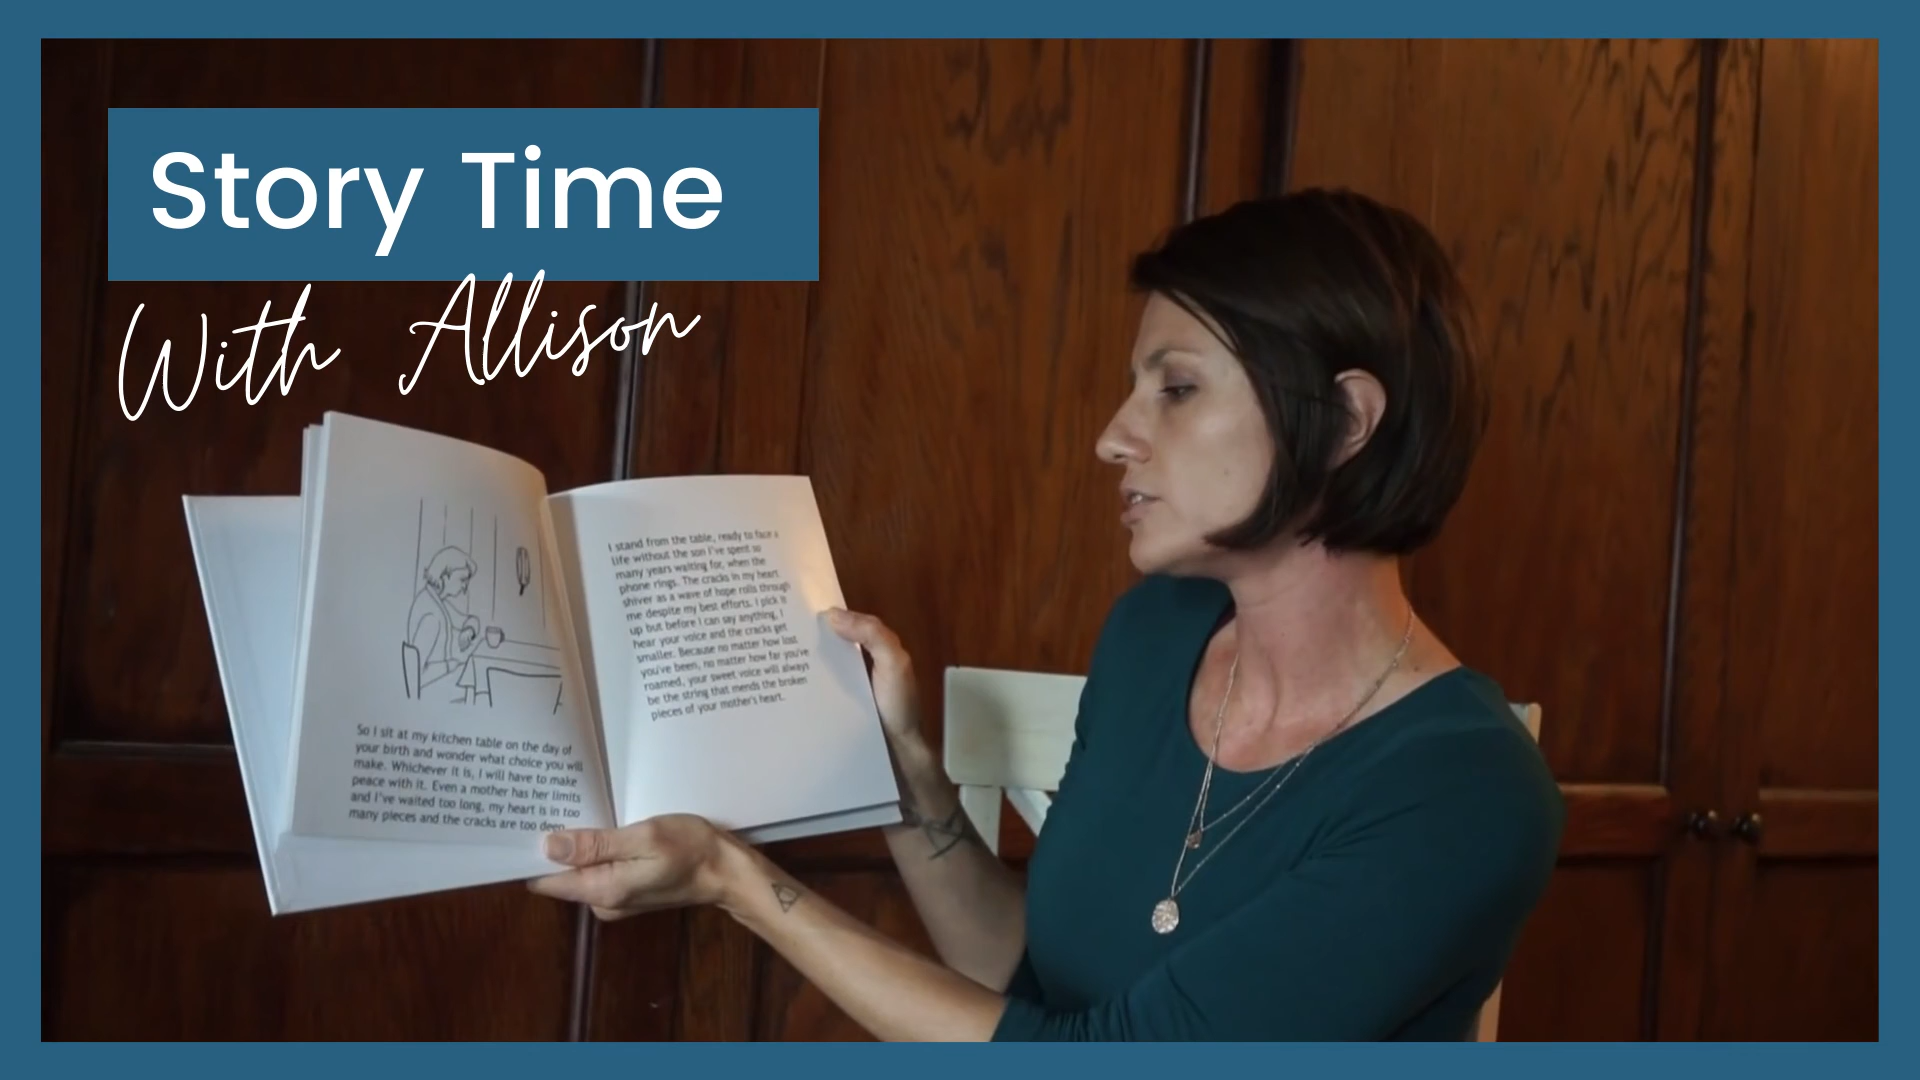 Story Time
With Allison
So I sit at my kitchen table on the day of
your birth and wonder what choice you will
make. Whichever it is, I will have to make
peace with it. Even a mother has her limits
and I've waited too long, my heart is in too
many pieces and the cracks are too deep.
I stand from the table, ready to face a
life without the son I've spent so
many years waiting for, when the
phone rings. The cracks in my heart
shiver as a wave of hope rolls through
me despite my best efforts. I pick it
up but before I can say anything, I
hear your voice and the cracks get
smaller. Because no matter how lost
you've been, no matter how far you've
roamed, your sweet voice will always
be the string that mends the broken
pieces of your mother's heart.